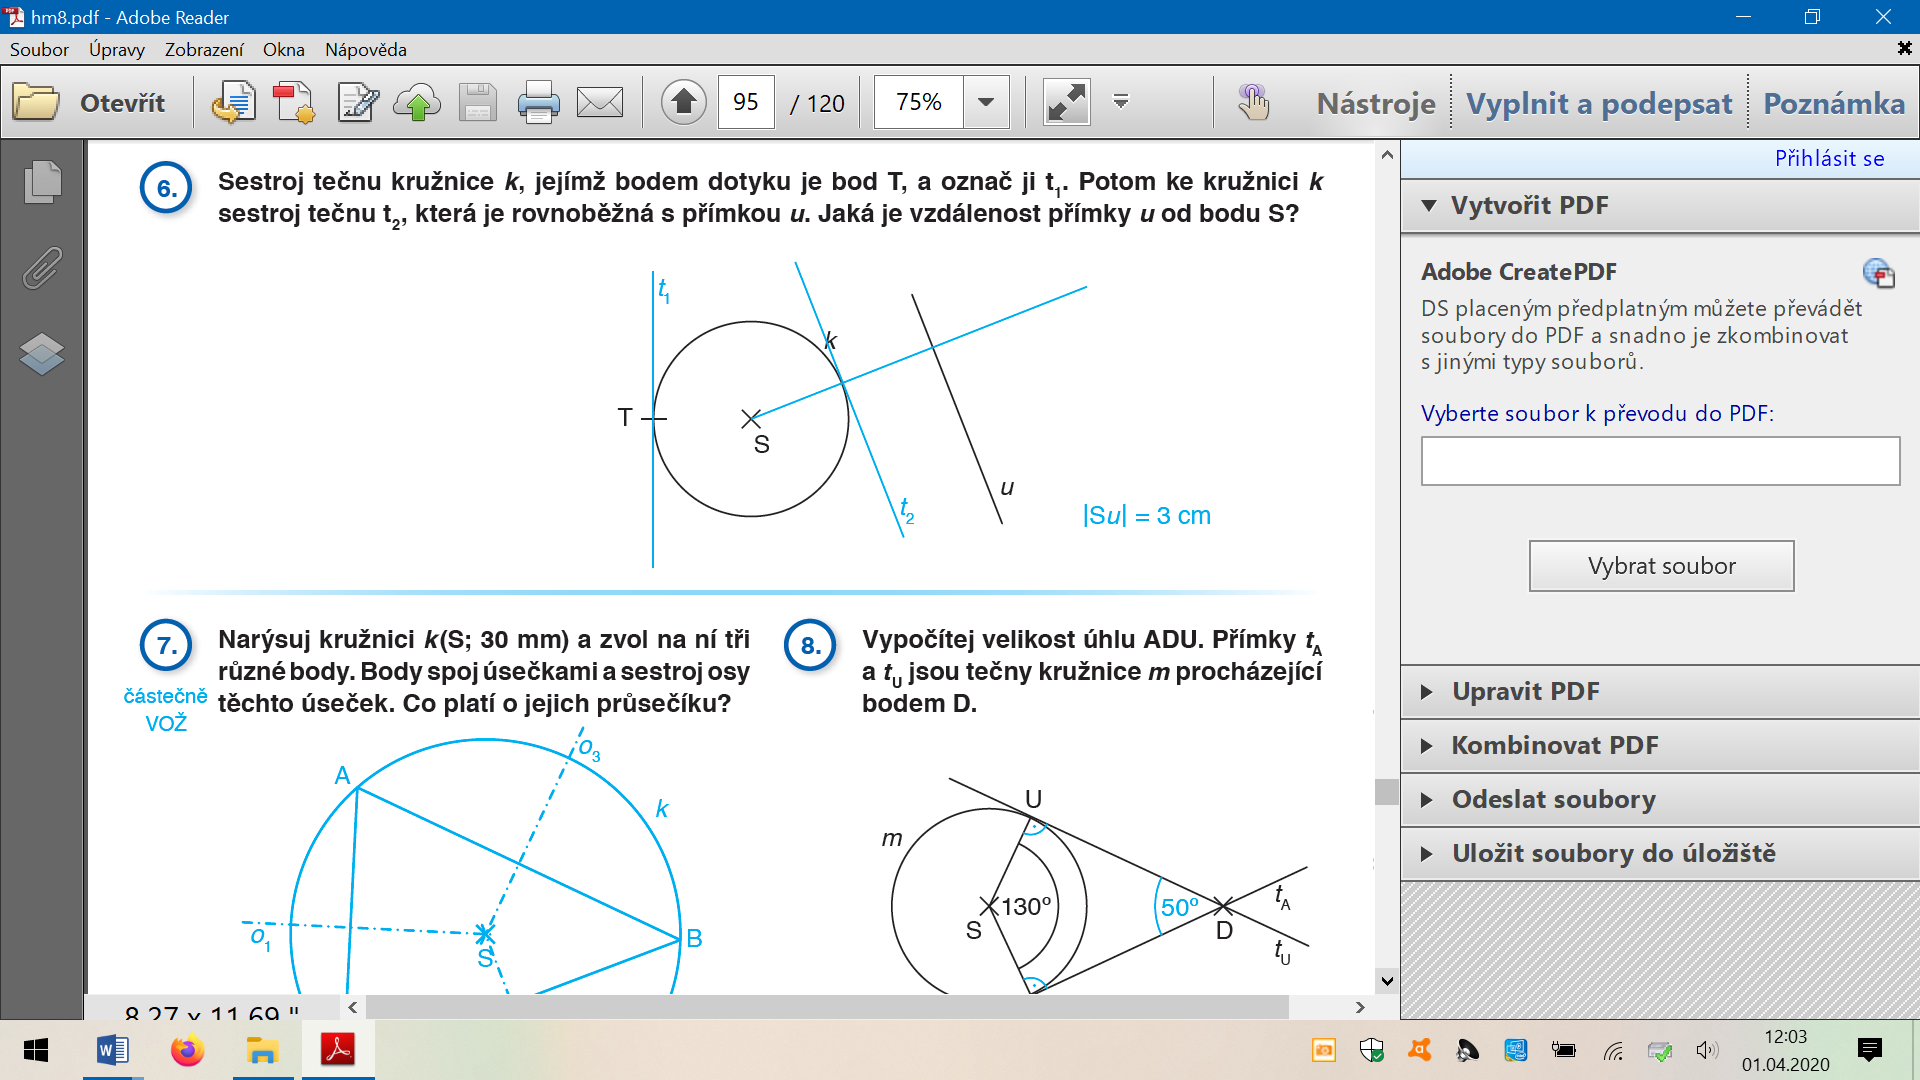 hm8.pdf - Adobe Reader
Soubor Úpravy Zobrazení Okna Nápověda
Otevřít 95 / 120 75% Nástroje Vyplnit a podepsat Poznámka
Přihlásit se
Vytvořit PDF
Adobe CreatePDF
DS placeným předplatným můžete převádět
soubory do PDF a snadno je zkombinovat
s jinými typy souborů.
Vyberte soubor k převodu do PDF:
Vybrat soubor
Upravit PDF
Kombinovat PDF
Odeslat soubory
Uložit soubory do úložiště
6. Sestroj tečnu kružnice k, jejímž bodem dotyku je bod T, a označ ji t1. Potom ke kružnici k
sestroj tečnu t2, která je rovnoběžná s přímkou u. Jaká je vzdálenost přímky u od bodu S?
t1
k
T
S
u
t2
|Su| = 3 cm
7. Narýsuj kružnici k(S; 30 mm) a zvol na ní tři
různé body. Body spoj úsečkami a sestroj osy
těchto úseček. Co platí o jejich průsečíku?
částečně
VOŽ
o3
A
k
B
o1
S
8. Vypočítej velikost úhlu ADU. Přímky tA
a tU jsou tečny kružnice m procházející
bodem D.
U
m
tA
S
130º
50º
D
tU
8,27 x 11,69 "
12:03
01.04.2020